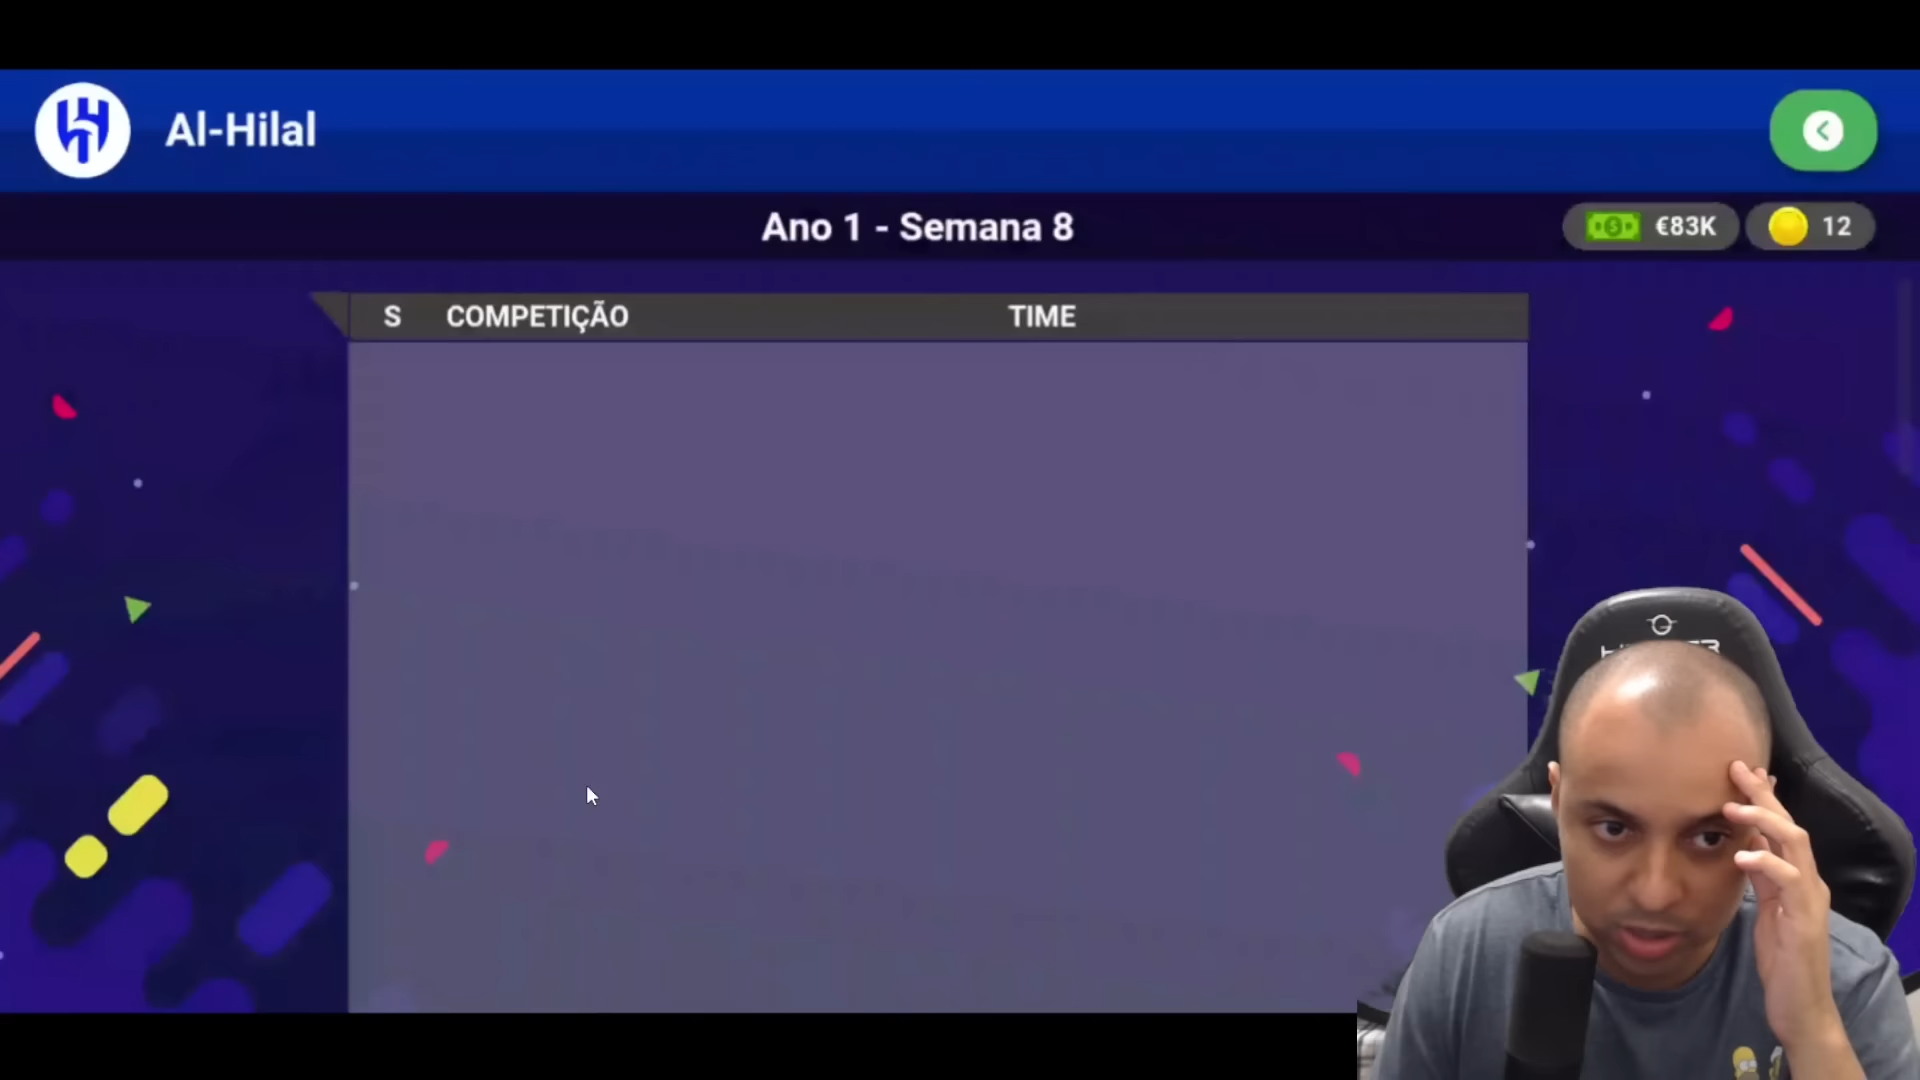 Al-Hilal
Ano 1 - Semana 8
€83K
12
S COMPETIÇÃO TIME